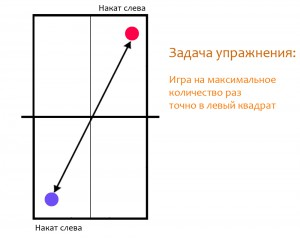 Накат слева
Задача упражнения:
Игра на максимальное
количество раз
точно в левый квадрат
Накат слева